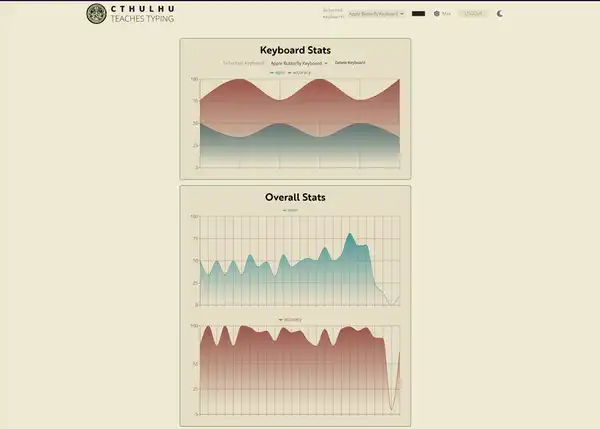 CTHULHU
TEACHES TYPING
Selected
Keyboard:
Apple Butterfly Keyboard
Max
LOGOUT
Keyboard Stats
Selected Keyboard:
Apple Butterfly Keyboard
Delete Keyboard
wpm
accuracy
100
75
50
25
0
Overall Stats
wpm
100
75
50
25
0
accuracy
100
75
50
25
0